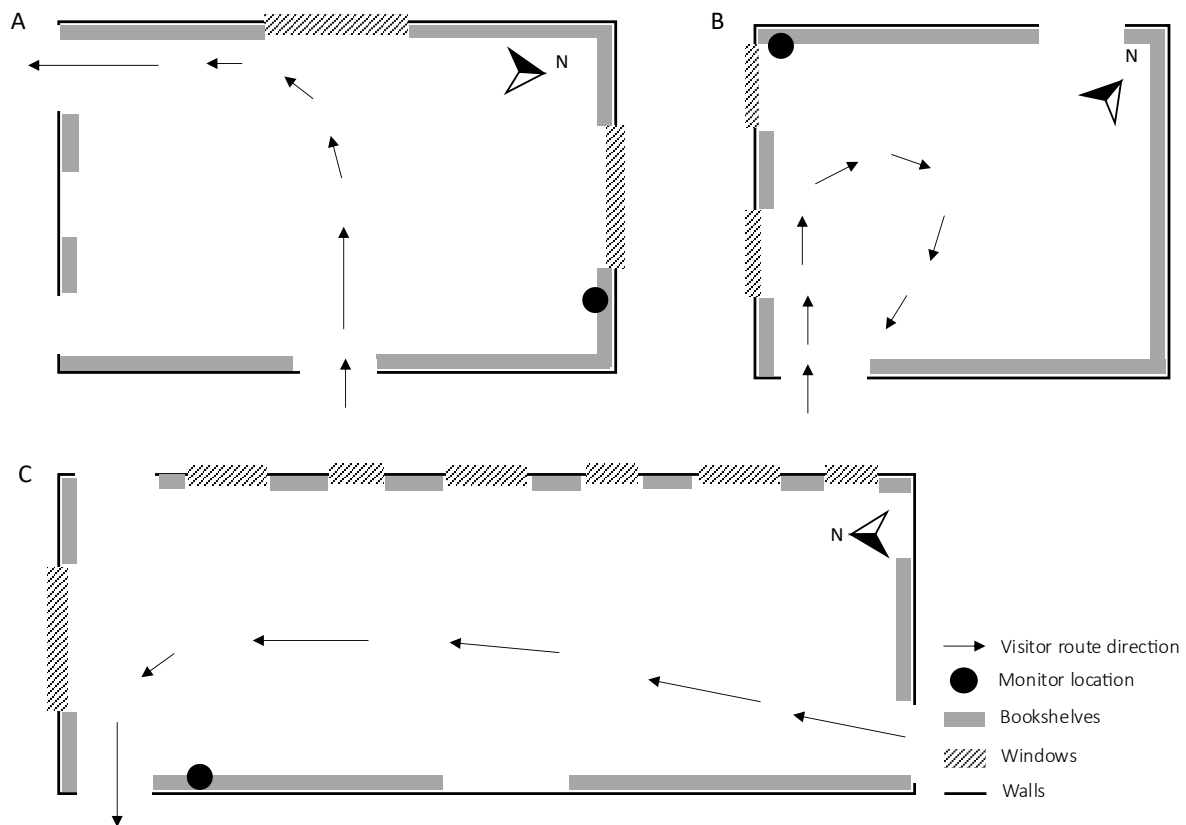 A
N
B
N
C
N
Visitor route direction
Monitor location
Bookshelves
Windows
Walls